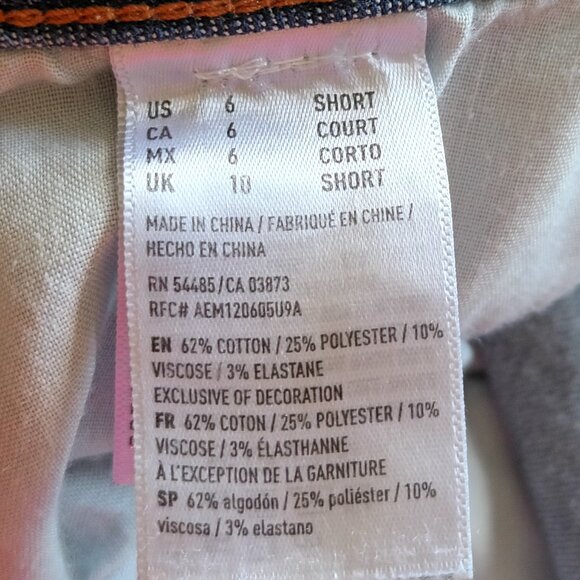 US 6 SHORT
CA 6 COURT
MX 6 CORTO
UK 10 SHORT
MADE IN CHINA / FABRIQUÉ EN CHINE /
HECHO EN CHINA
RN 54485/CA 03873
RFC# AEM120605U9A
EN 62% COTTON / 25% POLYESTER / 10%
VISCOSE / 3% ELASTANE
EXCLUSIVE OF DECORATION
FR 62% COTON / 25% POLYESTER / 10%
VISCOSE / 3% ÉLASTHANNE
À L'EXCEPTION DE LA GARNITURE
SP 62% algodón / 25% poliéster / 10%
viscosa / 3% elastano